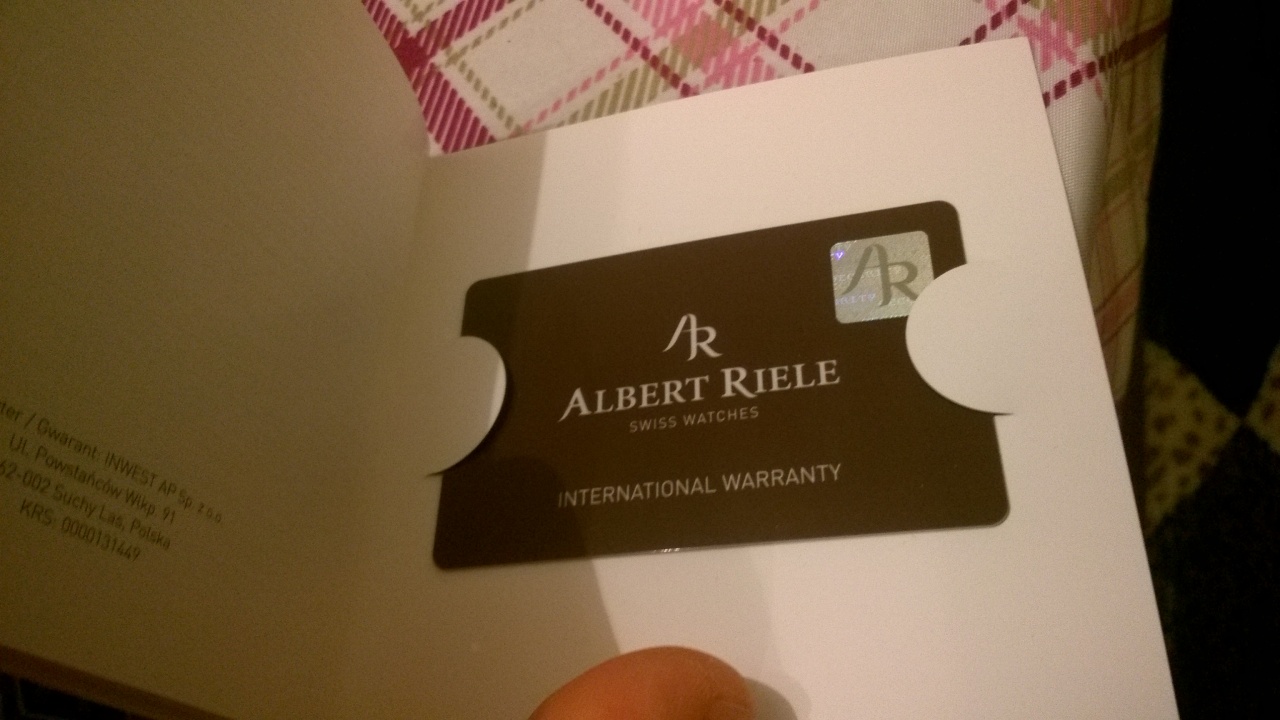 Gwarant: INWEST AP Sp. z o.o.
Ul. Powstańców Wlkp. 91
62-002 Suchy Las, Polska
KRS: 0000131449
AR
AR
ALBERT RIELE
SWISS WATCHES
INTERNATIONAL WARRANTY